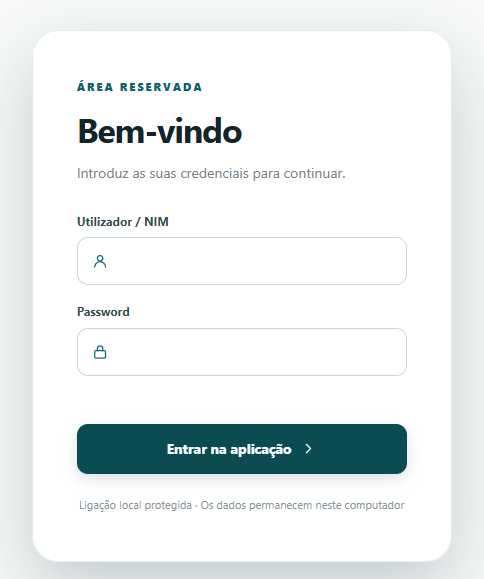 ÁREA RESERVADA
Bem-vindo
Introduz as suas credenciais para continuar.
Utilizador / NIM
Password
Entrar na aplicação
Ligação local protegida · Os dados permanecem neste computador